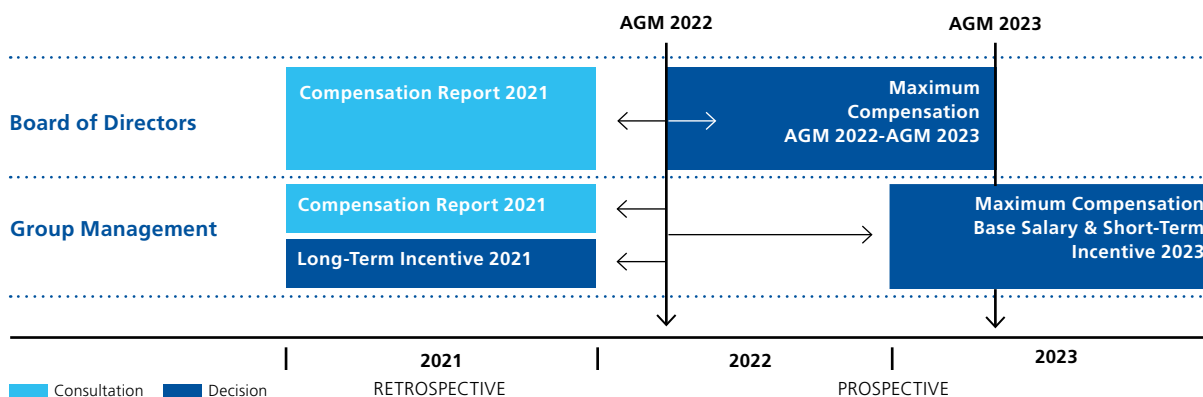 AGM 2022
AGM 2023
Board of Directors
Compensation Report 2021
Maximum
Compensation
AGM 2022-AGM 2023
Group Management
Compensation Report 2021
Long-Term Incentive 2021
Maximum Compensation
Base Salary & Short-Term
Incentive 2023
2021
2022
2023
Consultation
Decision
RETROSPECTIVE
PROSPECTIVE